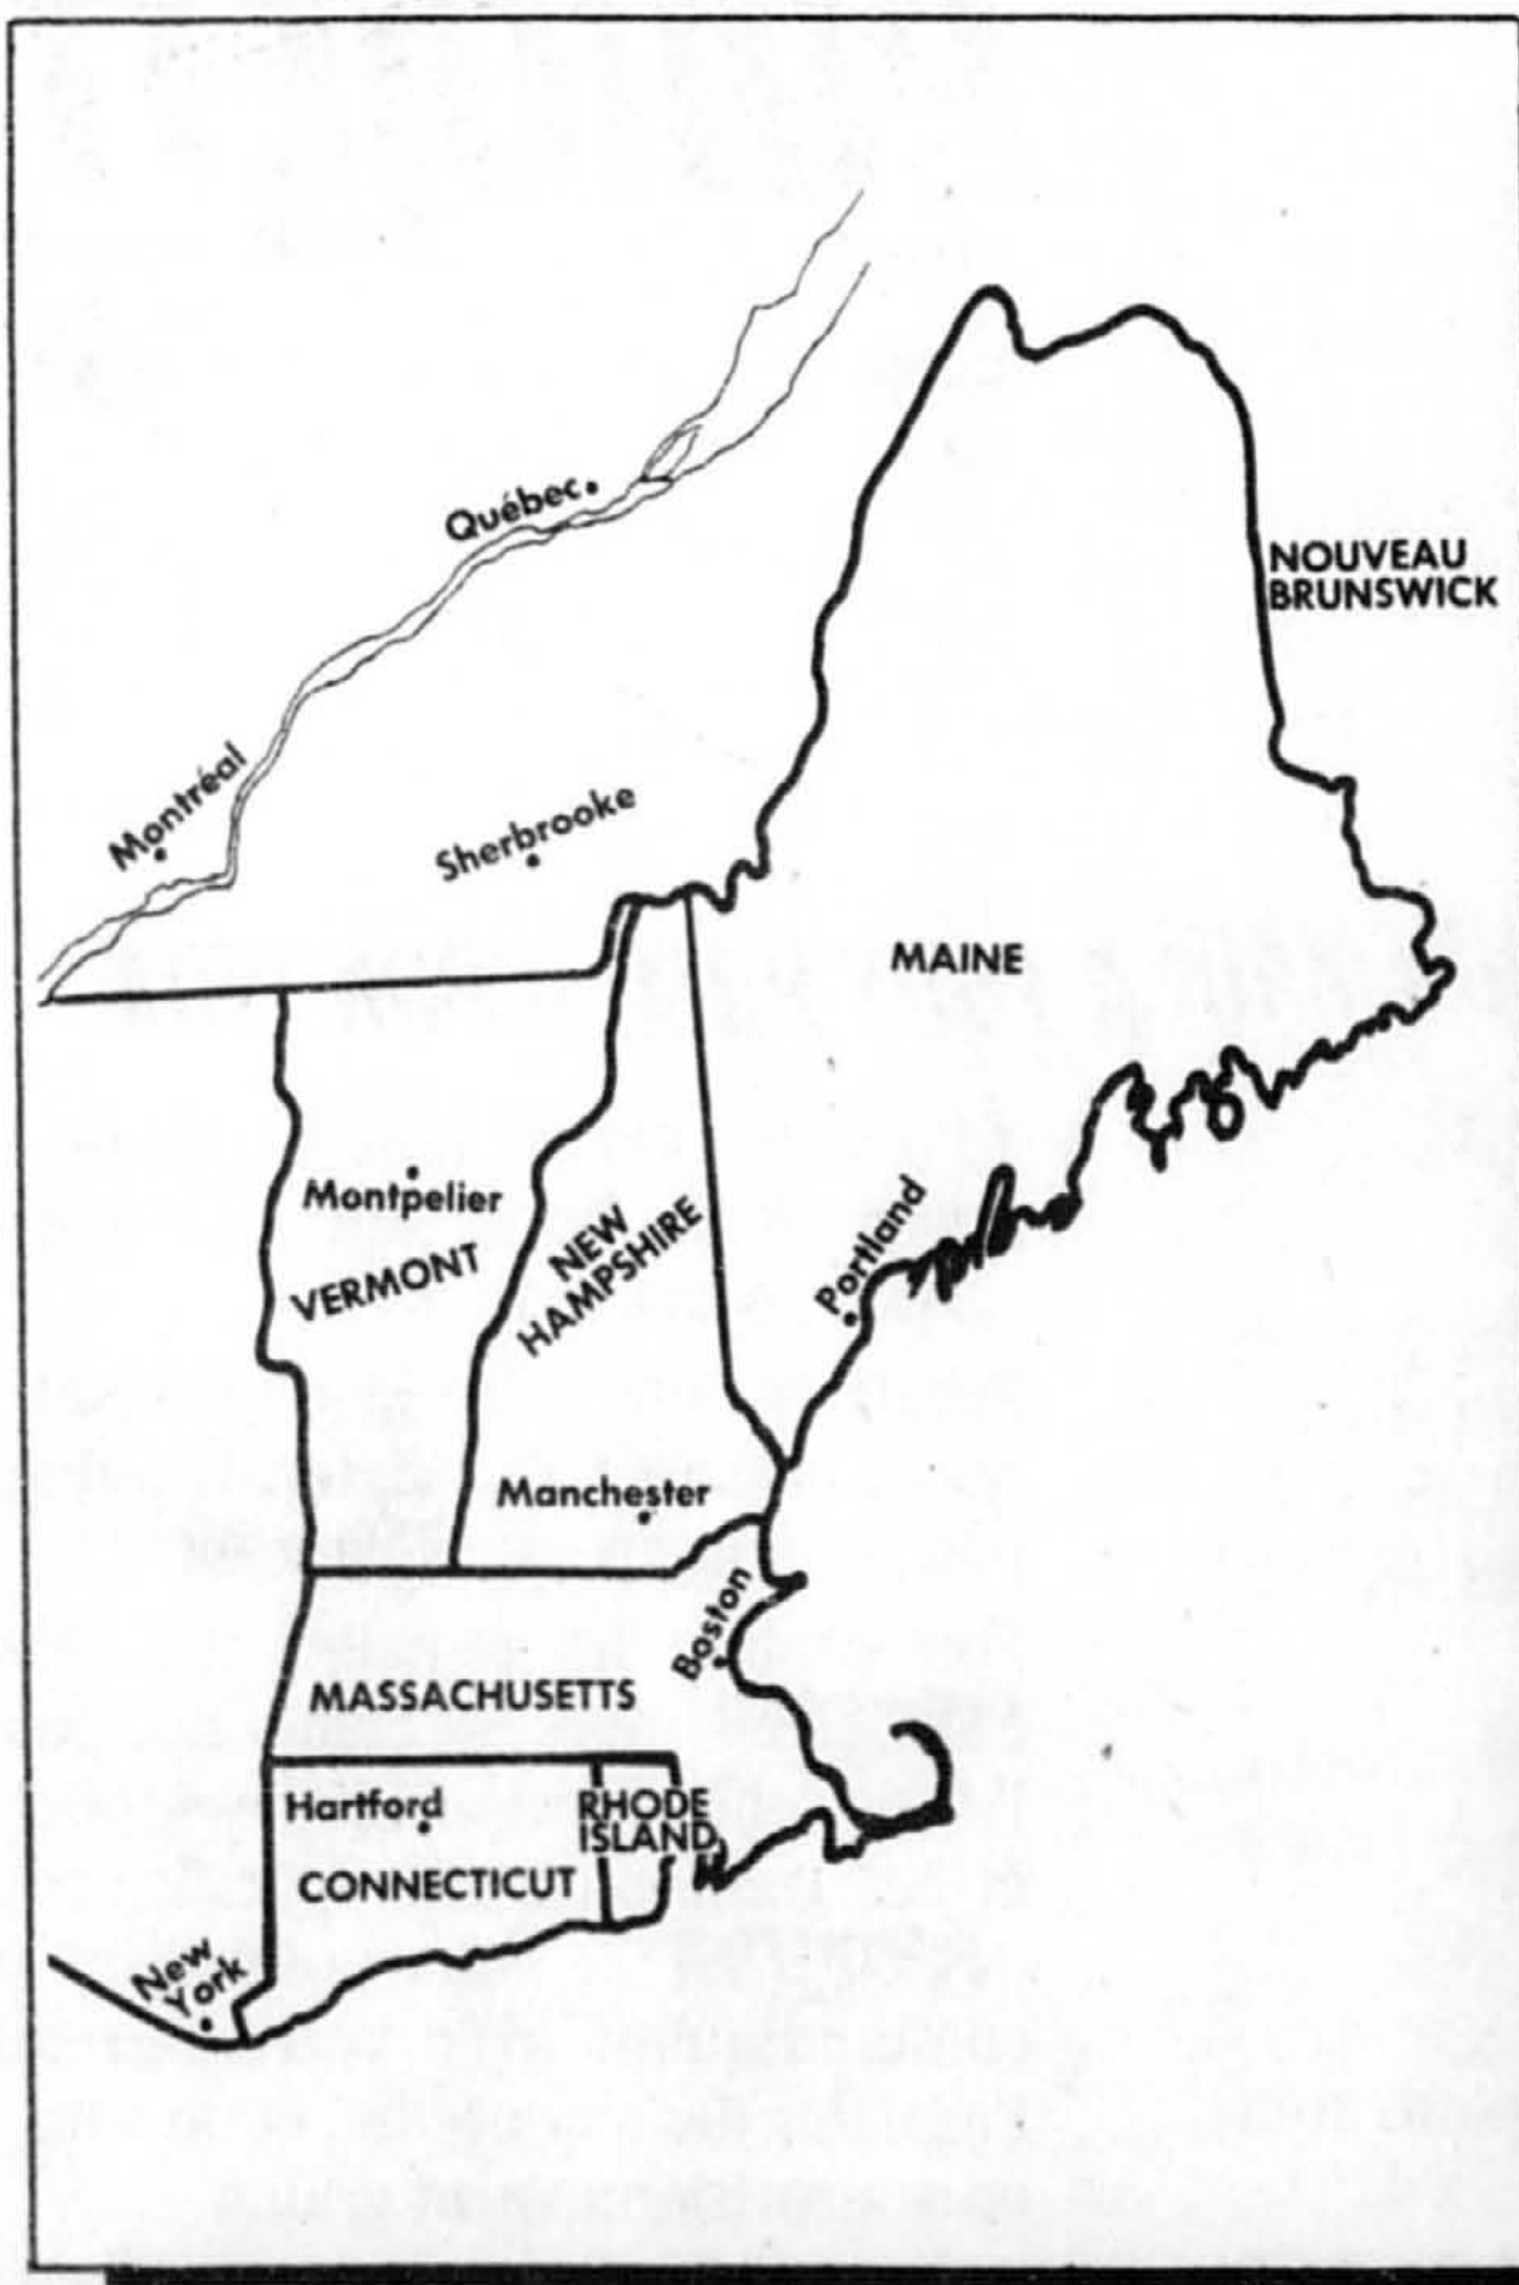 Québec
NOUVEAU
BRUNSWICK
Montréal
Sherbrooke
MAINE
Montpelier
VERMONT
NEW
HAMPSHIRE
Portland
Manchester
Boston
MASSACHUSETTS
Hartford
RHODE
ISLAND
CONNECTICUT
New
York